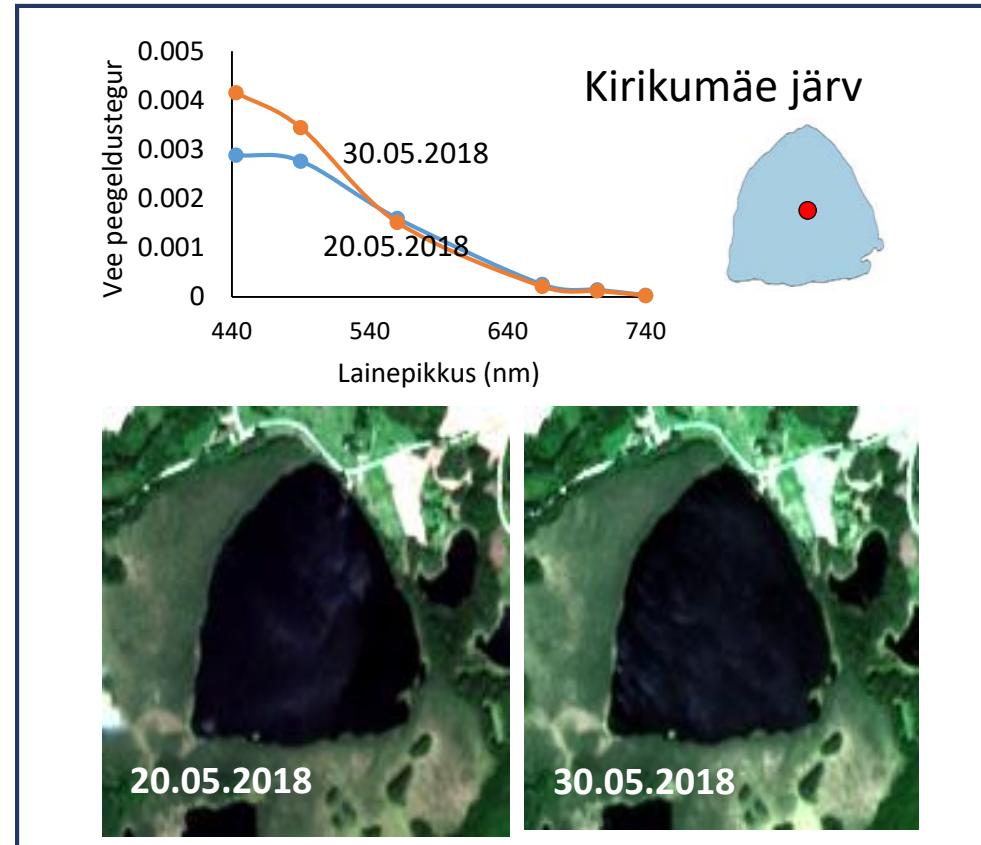 Kirikumäe järv
Vee peegeldustegur
0.005
0.004
0.003
0.002
0.001
0
30.05.2018
20.05.2018
440 540 640 740
Lainepikkus (nm)
20.05.2018
30.05.2018